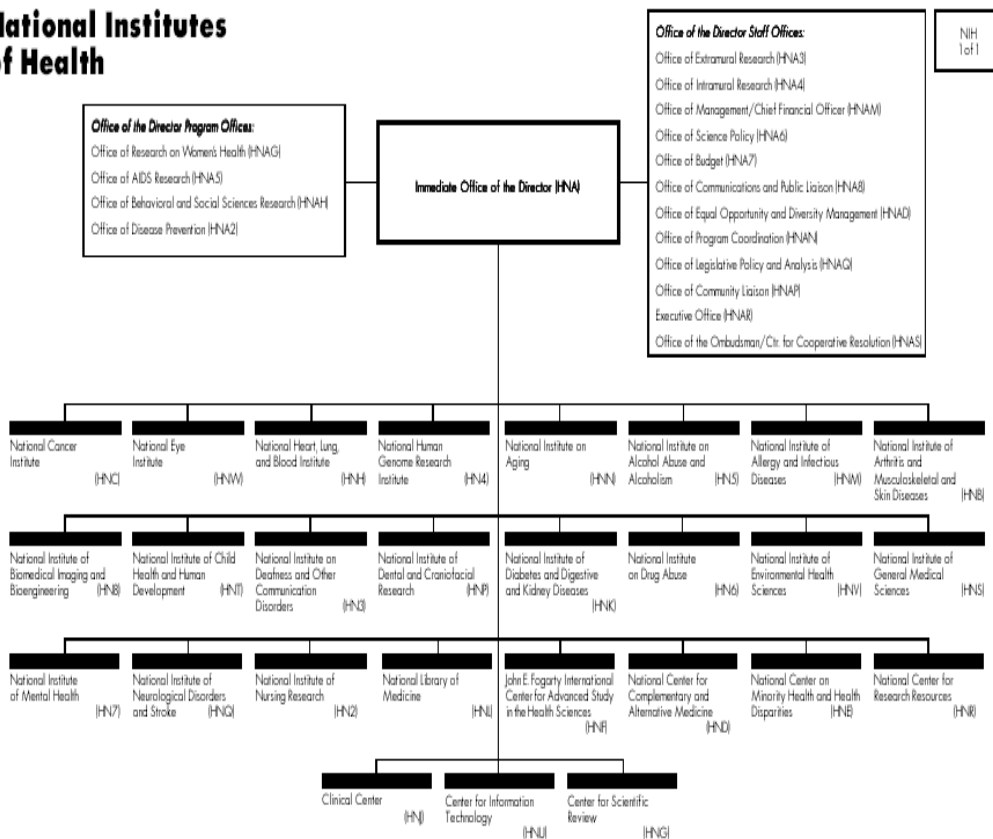 National Institutes
of Health
NIH
1of1
Office of the Director Program Offices:
Office of Research on Women's Health (HNAG)
Office of AIDS Research (HNA5)
Office of Behavioral and Social Sciences Research (HNAH)
Office of Disease Prevention (HNA2)
Immediate Office of the Director (HNA)
Office of the Director Staff Offices:
Office of Extramural Research (HNA3)
Office of Intramural Research (HNA4)
Office of Management/Chief Financial Officer (HNAM)
Office of Science Policy (HNA6)
Office of Budget (HNA7)
Office of Communications and Public Liaison (HNA8)
Office of Equal Opportunity and Diversity Management (HNAD)
Office of Program Coordination (HNAN)
Office of Legislative Policy and Analysis (HNAQ)
Office of Community Liaison (HNAP)
Executive Office (HNAR)
Office of the Ombudsman/Ctr. for Cooperative Resolution (HNAS)
National Cancer
Institute
(HNC)
National Eye
Institute
(HNW)
National Heart, Lung,
and Blood Institute
(HNH)
National Human
Genome Research
Institute (HN4)
National Institute on
Aging
(HNN)
National Institute on
Alcohol Abuse and
Alcoholism (HN5)
National Institute of
Allergy and Infectious
Diseases (HNM)
National Institute of
Arthritis and
Musculoskeletal and
Skin Diseases (HNB)
National Institute of
Biomedical Imaging and
Bioengineering (HN8)
National Institute of Child
Health and Human
Development (HNT)
National Institute on
Deafness and Other
Communication
Disorders (HN3)
National Institute of
Dental and Craniofacial
Research (HNP)
National Institute of
Diabetes and Digestive
and Kidney Diseases
(HNK)
National Institute
on Drug Abuse
(HN6)
National Institute of
Environmental Health
Sciences (HNV)
National Institute of
General Medical
Sciences (HNS)
National Institute
of Mental Health
(HN7)
National Institute of
Neurological Disorders
and Stroke (HNQ)
National Institute of
Nursing Research
(HN2)
National Library of
Medicine
(HNL)
John E. Fogarty International
Center for Advanced Study
in the Health Sciences
(HNF)
National Center for
Complementary and
Alternative Medicine
(HND)
National Center on
Minority Health and Health
Disparities (HNE)
National Center for
Research Resources
(HNR)
Clinical Center
(HNJ)
Center for Information
Technology
(HNU)
Center for Scientific
Review
(HNG)